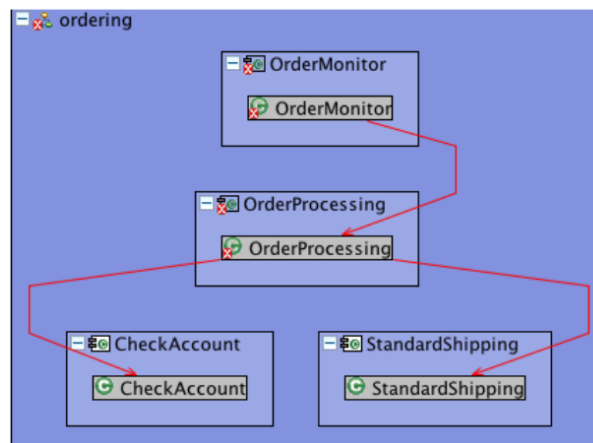 ordering
OrderMonitor
OrderMonitor
OrderProcessing
OrderProcessing
CheckAccount
StandardShipping
CheckAccount
StandardShipping